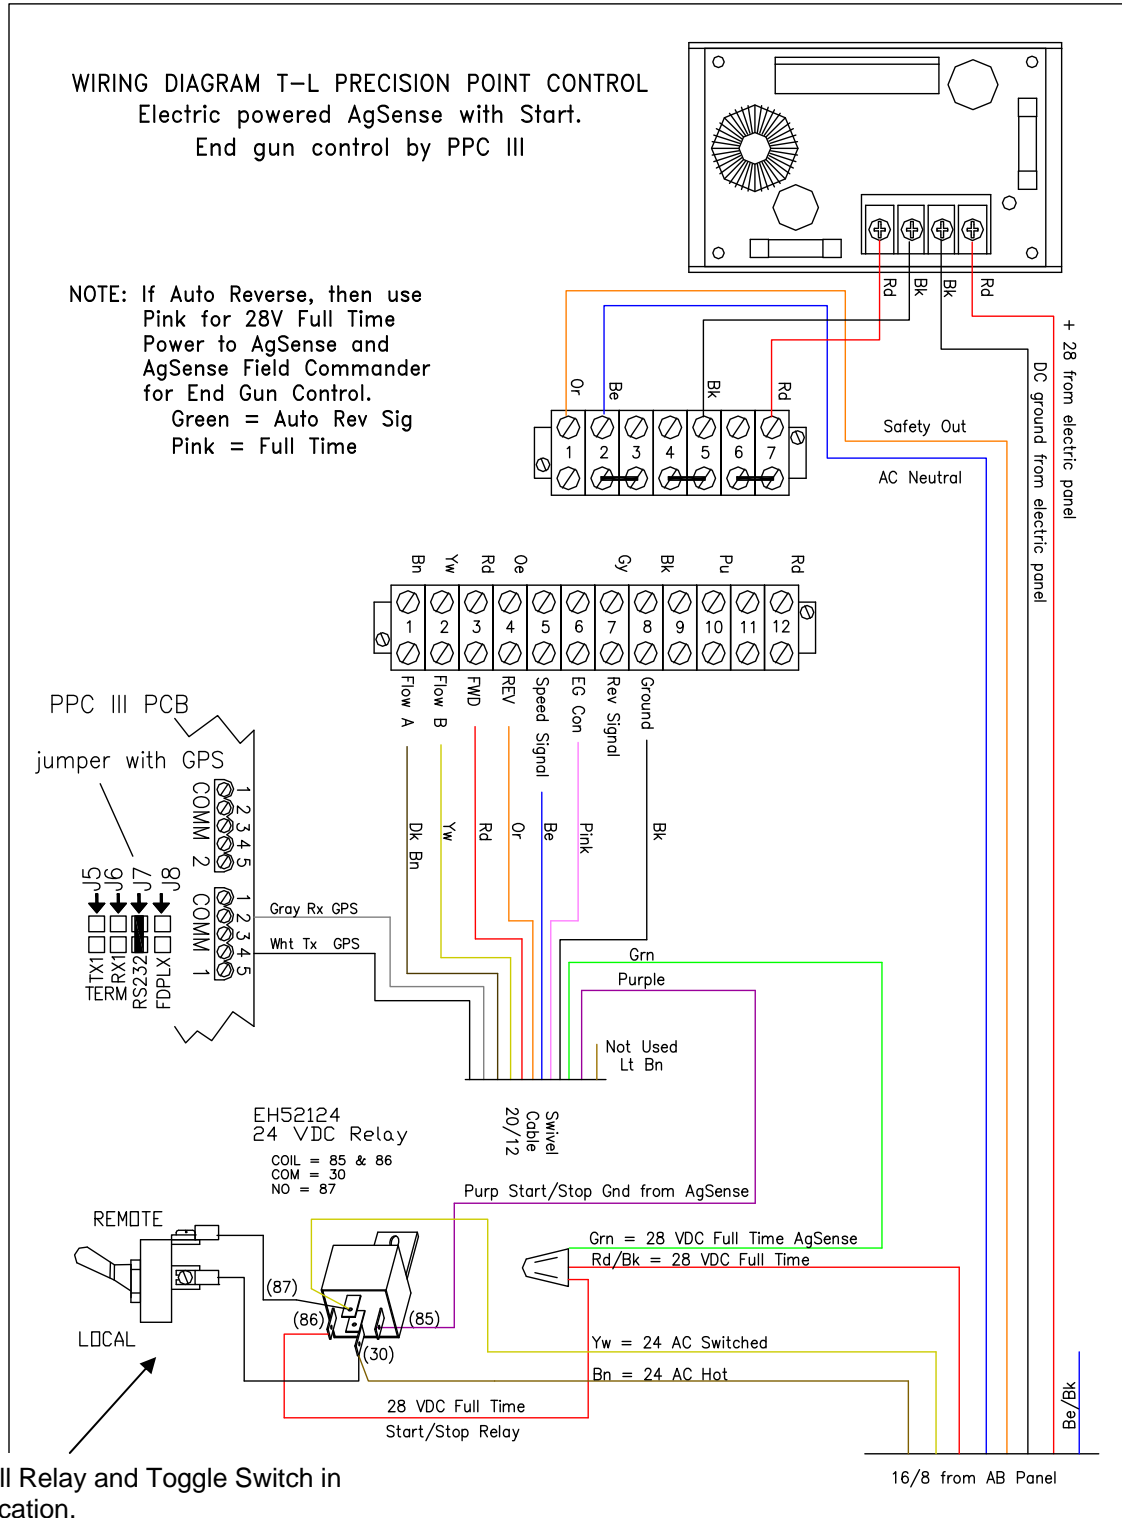 WIRING DIAGRAM T-L PRECISION POINT CONTROL
Electric powered AgSense with Start.
End gun control by PPC III
NOTE: If Auto Reverse, then use
Pink for 28V Full Time
Power to AgSense and
AgSense Field Commander
for End Gun Control.
Green = Auto Rev Sig
Pink = Full Time
Rd
Bk
Bk
Rd
+ 28 from electric panel
DC ground from electric panel
Or
Be
Bk
Rd
1 2 3 4 5 6 7
Safety Out
AC Neutral
Bn
Yw
Rd
Oe
Gy
Bk
Pu
Rd
1 2 3 4 5 6 7 8 9 10 11 12
Flow A
Flow B
FWD
REV
Speed Signal
EG Con
Rev Signal
Ground
PPC III PCB
jumper with GPS
COMM 2
1
2
3
4
5
COMM 1
1
2
3
4
5
J5
J6
J7
J8
TX1
RX1
TERM
RS232
FDPLX
Gray Rx GPS
Wht Tx GPS
Dk Bn
Yw
Rd
Or
Be
Pink
Bk
Grn
Purple
Not Used
Lt Bn
Swivel
Cable
20/12
EH52124
24 VDC Relay
COIL = 85 & 86
COM = 30
NO = 87
Purp Start/Stop Gnd from AgSense
REMOTE
LOCAL
(87)
(86)
(85)
(30)
Grn = 28 VDC Full Time AgSense
Rd/Bk = 28 VDC Full Time
Yw = 24 AC Switched
Bn = 24 AC Hot
28 VDC Full Time
Start/Stop Relay
Be/Bk
16/8 from AB Panel
ll Relay and Toggle Switch in
cation.